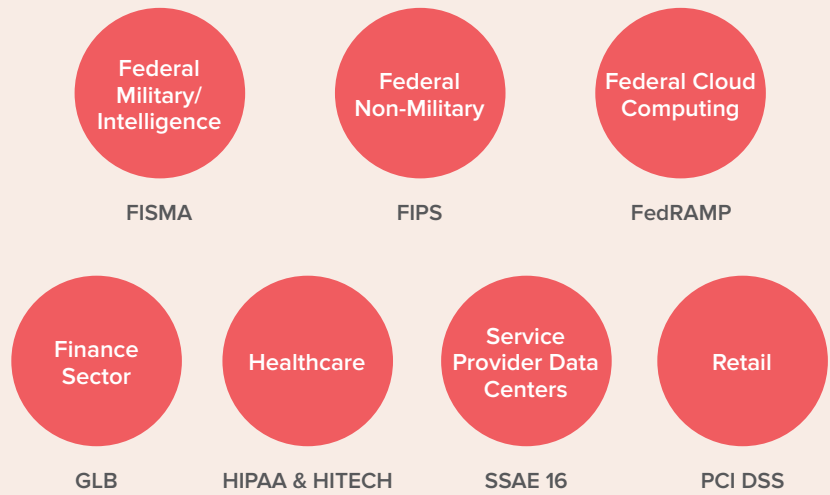 Federal
Military/
Intelligence
FISMA
Federal
Non-Military
FIPS
Federal Cloud
Computing
FedRAMP
Finance
Sector
GLB
Healthcare
HIPAA & HITECH
Service
Provider Data
Centers
SSAE 16
Retail
PCI DSS